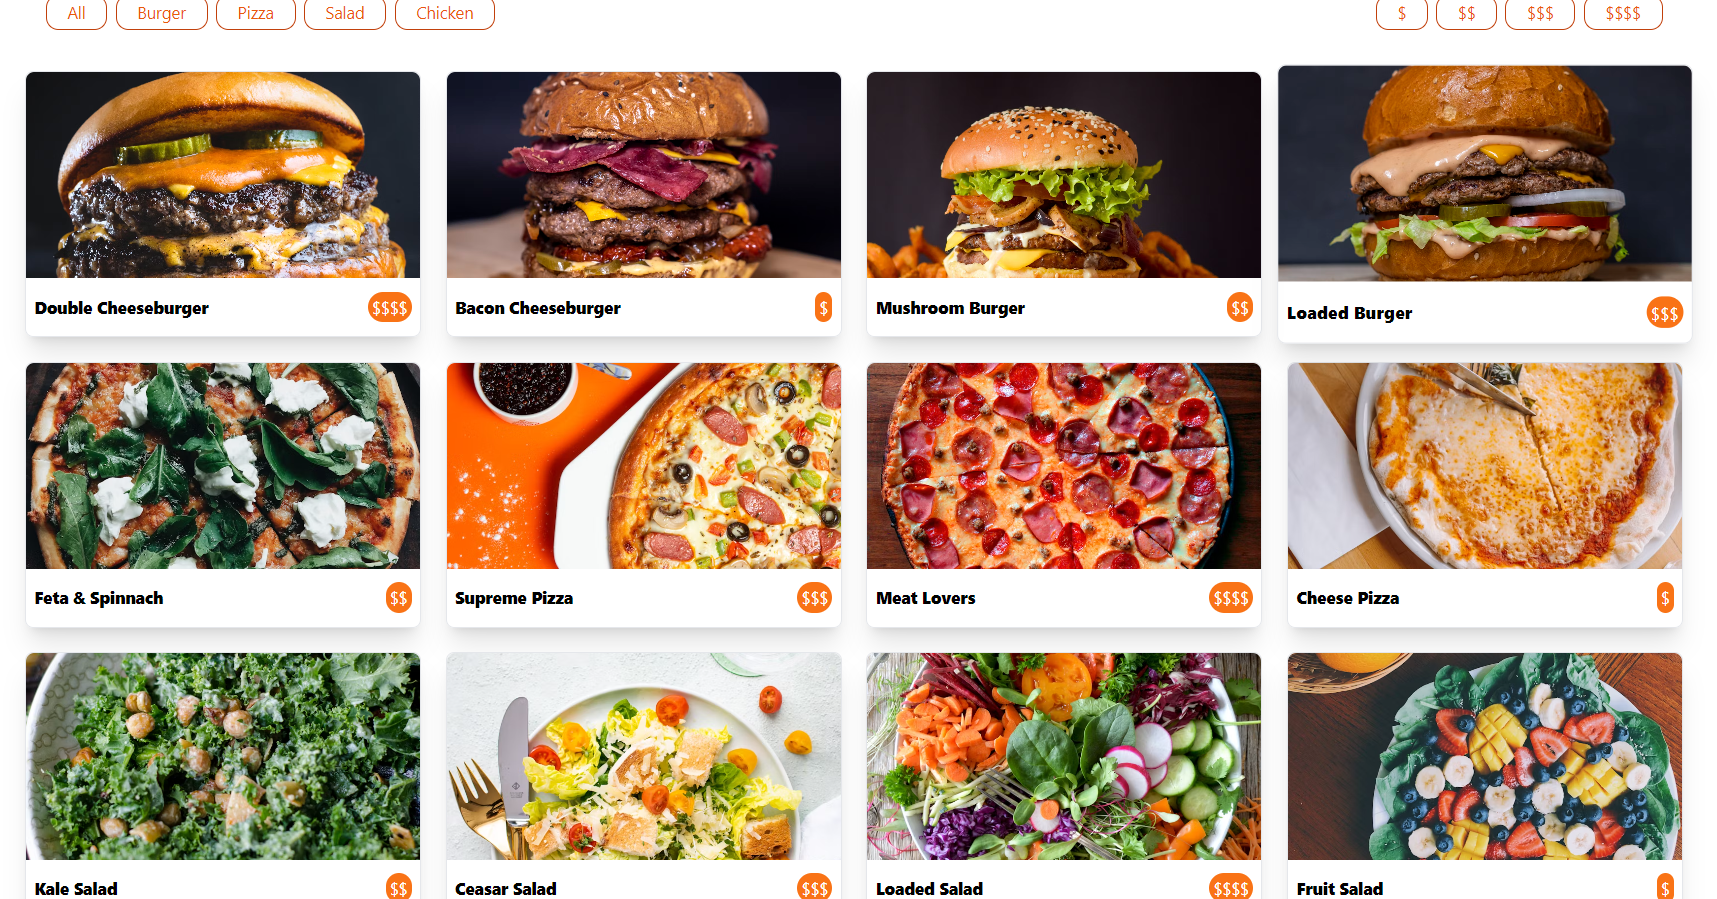 All Burger Pizza Salad Chicken $ $$ $$$ $$$$
Double Cheeseburger $$$$
Bacon Cheeseburger $
Mushroom Burger $$
Loaded Burger $$$
Feta & Spinnach $$
Supreme Pizza $$$
Meat Lovers $$$$
Cheese Pizza $
Kale Salad $$
Ceasar Salad $$$
Loaded Salad $$$$
Fruit Salad $